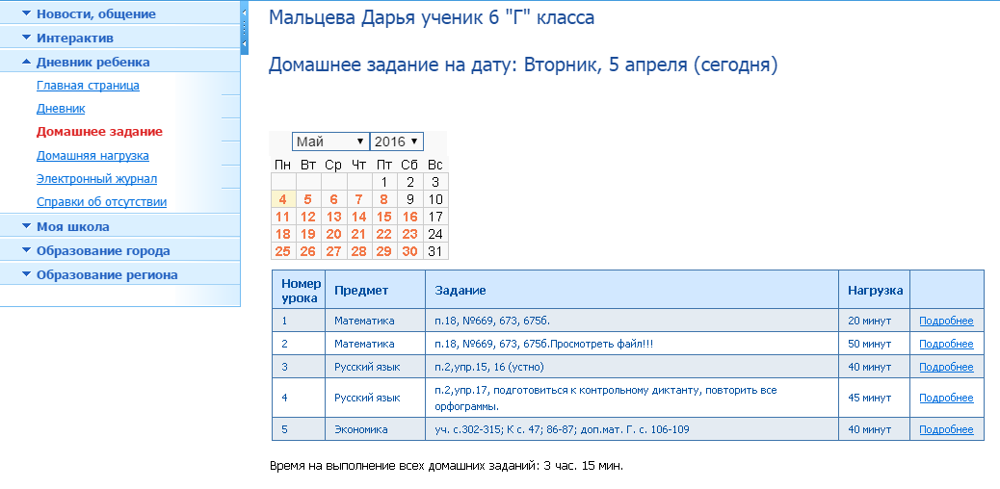 Новости, общение
Интерактив
Дневник ребенка
Главная страница
Дневник
Домашнее задание
Домашняя нагрузка
Электронный журнал
Справки об отсутствии
Моя школа
Образование города
Образование региона
Мальцева Дарья ученик 6 "Г" класса
Домашнее задание на дату: Вторник, 5 апреля (сегодня)
Май 2016
Пн Вт Ср Чт Пт Сб Вс
1 2 3
4 5 6 7 8 9 10
11 12 13 14 15 16 17
18 19 20 21 22 23 24
25 26 27 28 29 30 31
Номер урока Предмет Задание Нагрузка
1 Математика п.18, №669, 673, 675б. 20 минут Подробнее
2 Математика п.18, №669, 673, 675б.Просмотреть файл!!! 50 минут Подробнее
3 Русский язык п.2,упр.15, 16 (устно) 40 минут Подробнее
4 Русский язык п.2,упр.17, подготовиться к контрольному диктанту, повторить все
орфограммы. 45 минут Подробнее
5 Экономика уч. с.302-315; К с. 47; 86-87; доп.мат. Г. с. 106-109 40 минут Подробнее
Время на выполнение всех домашних заданий: 3 час. 15 мин.